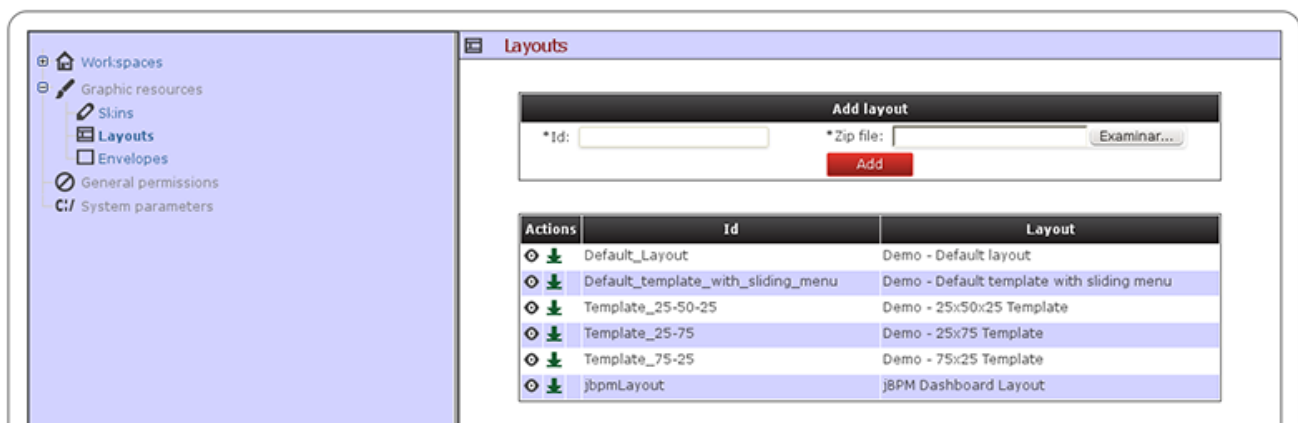 Workspaces
Graphic resources
Skins
Layouts
Envelopes
General permissions
C:/ System parameters
Layouts
Add layout
*Id: *Zip file: Examinar...
Add
Actions Id Layout
Default_Layout Demo - Default layout
Default_template_with_sliding_menu Demo - Default template with sliding menu
Template_25-50-25 Demo - 25x50x25 Template
Template_25-75 Demo - 25x75 Template
Template_75-25 Demo - 75x25 Template
jbpmLayout jBPM Dashboard Layout